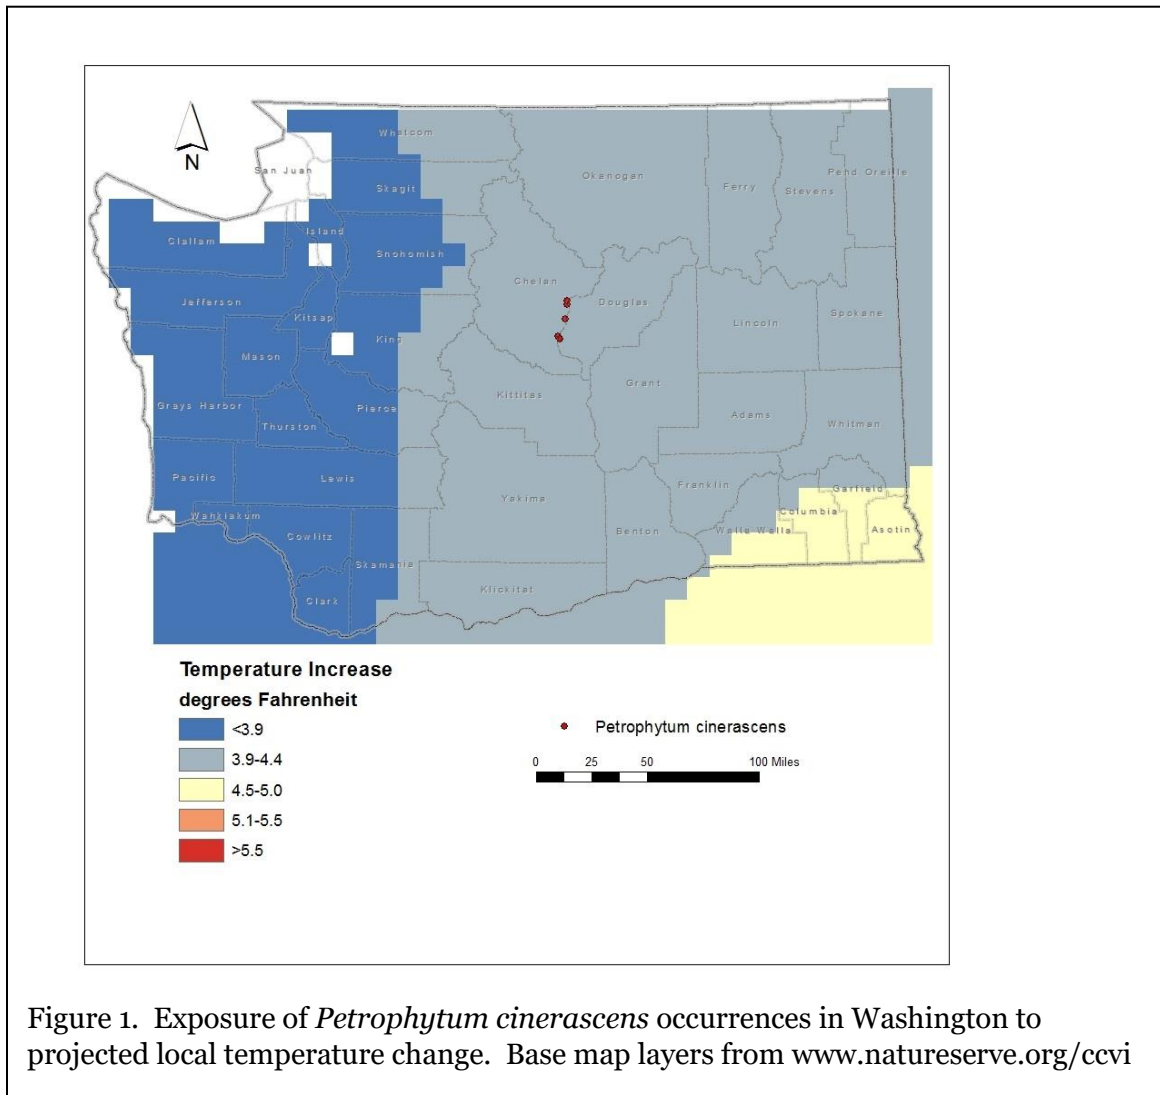 N
Whatcom
San Juan
Okanogan
Ferry
Stevens
Pend Oreille
Skagit
Island
Clallam
Snohomish
Chelan
Douglas
Jefferson
Kitsap
King
Lincoln
Spokane
Mason
Kittitas
Grant
Grays Harbor
Pierce
Adams
Whitman
Thurston
Pacific
Lewis
Yakima
Franklin
Garfield
Wahkiakum
Columbia
Cowlitz
Benton
Walla Walla
Asotin
Skamania
Klickitat
Clark
Temperature Increase
degrees Fahrenheit
<3.9
3.9-4.4
4.5-5.0
5.1-5.5
>5.5
Petrophytum cinerascens
0 25 50 100 Miles
Figure 1. Exposure of Petrophytum cinerascens occurrences in Washington to
projected local temperature change. Base map layers from www.natureserve.org/ccvi